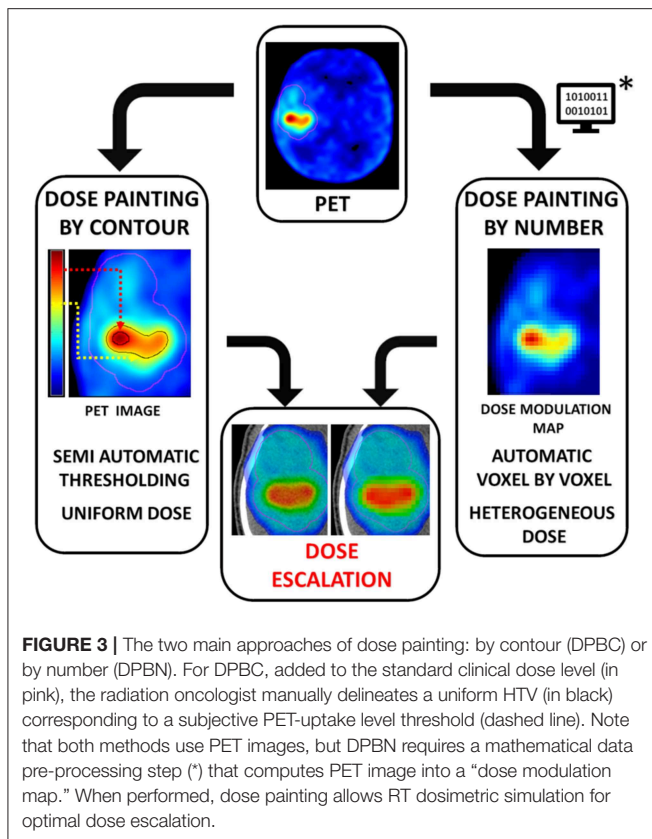 PET
1010011
0010101
*
DOSE PAINTING
BY CONTOUR
PET IMAGE
SEMI AUTOMATIC
THRESHOLDING
UNIFORM DOSE
DOSE PAINTING
BY NUMBER
DOSE MODULATION
MAP
AUTOMATIC
VOXEL BY VOXEL
HETEROGENEOUS
DOSE
DOSE
ESCALATION
FIGURE 3 | The two main approaches of dose painting: by contour (DPBC) or
by number (DPBN). For DPBC, added to the standard clinical dose level (in
pink), the radiation oncologist manually delineates a uniform HTV (in black)
corresponding to a subjective PET-uptake level threshold (dashed line). Note
that both methods use PET images, but DPBN requires a mathematical data
pre-processing step (*) that computes PET image into a “dose modulation
map.” When performed, dose painting allows RT dosimetric simulation for
optimal dose escalation.